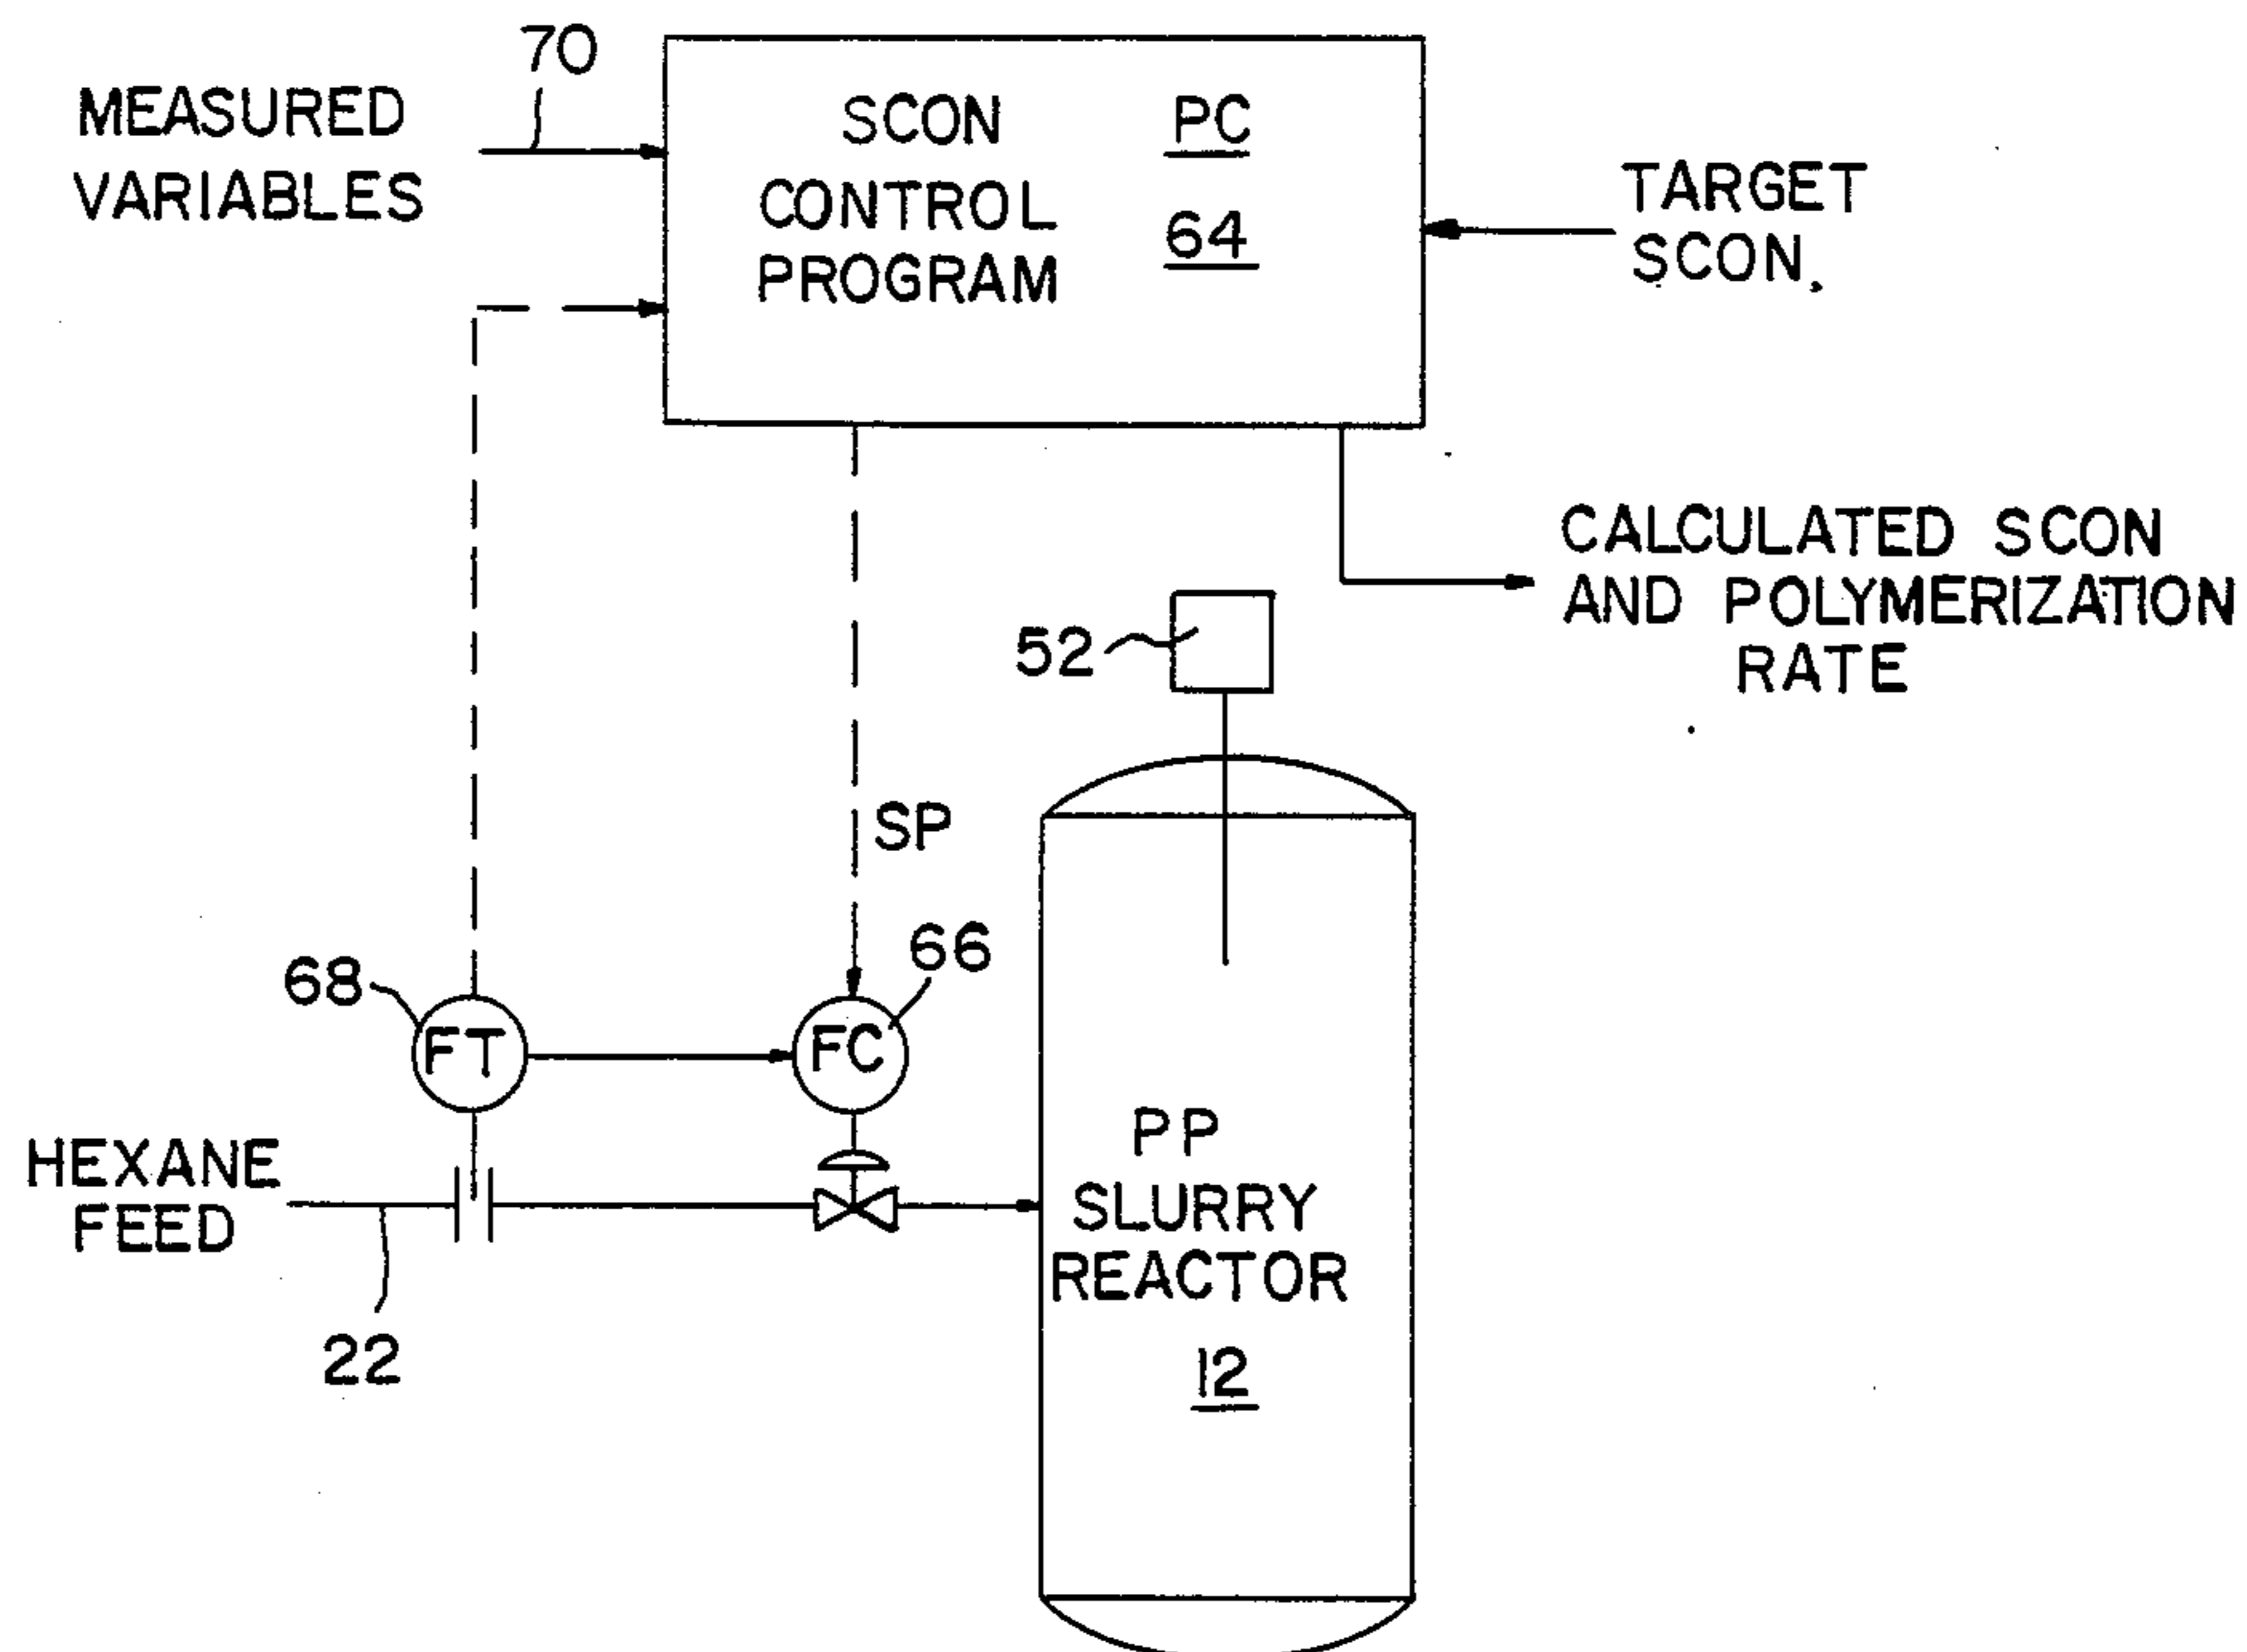 70
MEASURED
VARIABLES
SCON
CONTROL
PROGRAM
PC
64
TARGET
SCON
CALCULATED SCON
AND POLYMERIZATION
RATE
52
SP
66
68
FT
FC
HEXANE
FEED
22
PP
SLURRY
REACTOR
12